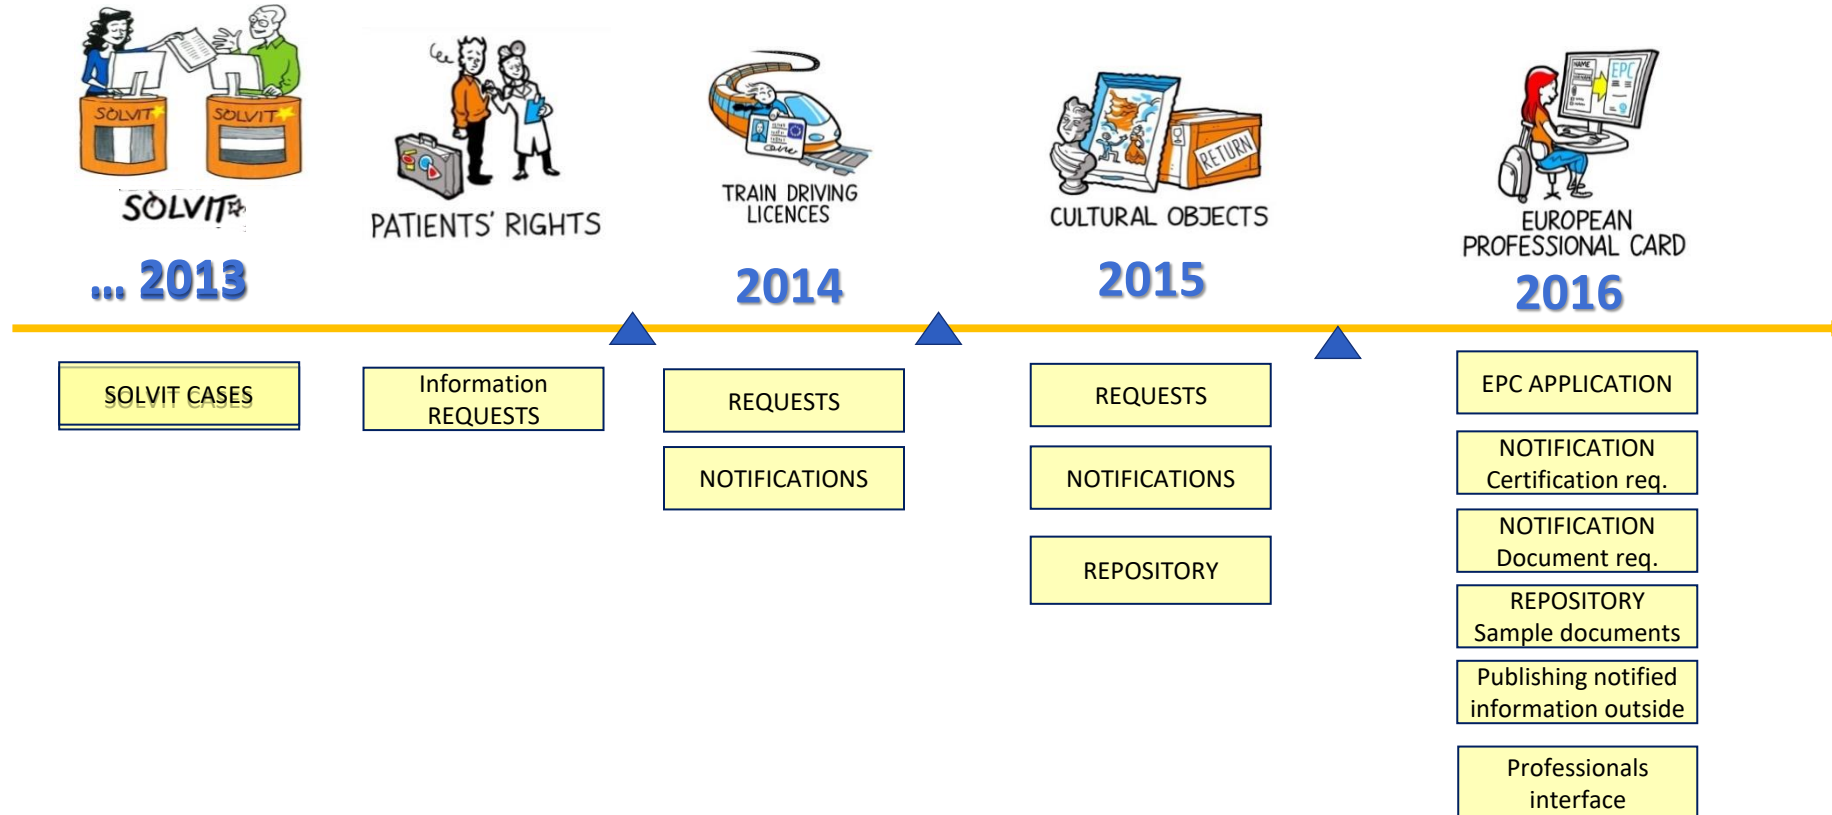 SOLVIT
SOLVIT
SOLVIT
PATIENTS' RIGHTS
TRAIN DRIVING
LICENCES
RETURN
CULTURAL OBJECTS
NAME
EPC
EUROPEAN
PROFESSIONAL CARD
... 2013
2014
2015
2016
SOLVIT CASES
Information
REQUESTS
REQUESTS
NOTIFICATIONS
REQUESTS
NOTIFICATIONS
REPOSITORY
EPC APPLICATION
NOTIFICATION
Certification req.
NOTIFICATION
Document req.
REPOSITORY
Sample documents
Publishing notified
information outside
Professionals
interface